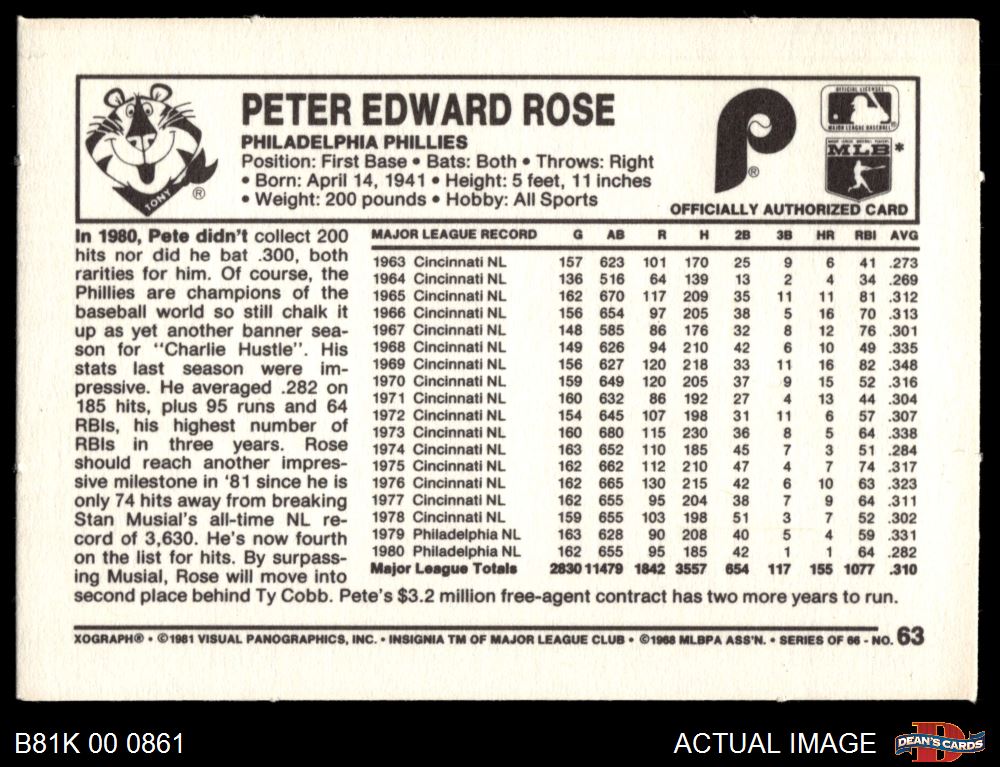 PETER EDWARD ROSE
PHILADELPHIA PHILLIES
Position: First Base • Bats: Both • Throws: Right
• Born: April 14, 1941 • Height: 5 feet, 11 inches
• Weight: 200 pounds • Hobby: All Sports
TONY
®
P
®
OFFICIAL LICENSEE
MAJOR LEAGUE BASEBALL
MLB
*
OFFICIALLY AUTHORIZED CARD
In 1980, Pete didn't collect 200
hits nor did he bat .300, both
rarities for him. Of course, the
Phillies are champions of the
baseball world so still chalk it
up as yet another banner sea-
son for "Charlie Hustle". His
stats last season were im-
pressive. He averaged .282 on
185 hits, plus 95 runs and 64
RBIs, his highest number of
RBIs in three years. Rose
should reach another impres-
sive milestone in '81 since he is
only 74 hits away from breaking
Stan Musial's all-time NL re-
cord of 3,630. He's now fourth
on the list for hits. By surpass-
ing Musial, Rose will move into
second place behind Ty Cobb. Pete's $3.2 million free-agent contract has two more years to run.
MAJOR LEAGUE RECORD G AB R H 2B 3B HR RBI AVG
1963 Cincinnati NL 157 623 101 170 25 9 6 41 .273
1964 Cincinnati NL 136 516 64 139 13 2 4 34 .269
1965 Cincinnati NL 162 670 117 209 35 11 11 81 .312
1966 Cincinnati NL 156 654 97 205 38 5 16 70 .313
1967 Cincinnati NL 148 585 86 176 32 8 12 76 .301
1968 Cincinnati NL 149 626 94 210 42 6 10 49 .335
1969 Cincinnati NL 156 627 120 218 33 11 16 82 .348
1970 Cincinnati NL 159 649 120 205 37 9 15 52 .316
1971 Cincinnati NL 160 632 86 192 27 4 13 44 .304
1972 Cincinnati NL 154 645 107 198 31 11 6 57 .307
1973 Cincinnati NL 160 680 115 230 36 8 5 64 .338
1974 Cincinnati NL 163 652 110 185 45 7 3 51 .284
1975 Cincinnati NL 162 662 112 210 47 4 7 74 .317
1976 Cincinnati NL 162 665 130 215 42 6 10 63 .323
1977 Cincinnati NL 162 655 95 204 38 7 9 64 .311
1978 Cincinnati NL 159 655 103 198 51 3 7 52 .302
1979 Philadelphia NL 163 628 90 208 40 5 4 59 .331
1980 Philadelphia NL 162 655 95 185 42 1 1 64 .282
Major League Totals 2830 11479 1842 3557 654 117 155 1077 .310
XOGRAPH® • ©1981 VISUAL PANOGRAPHICS, INC. • INSIGNIA TM OF MAJOR LEAGUE CLUB • ©1968 MLBPA ASS'N. • SERIES OF 66 - NO. 63
B81K 00 0861
ACTUAL IMAGE
D
DEAN'S CARDS